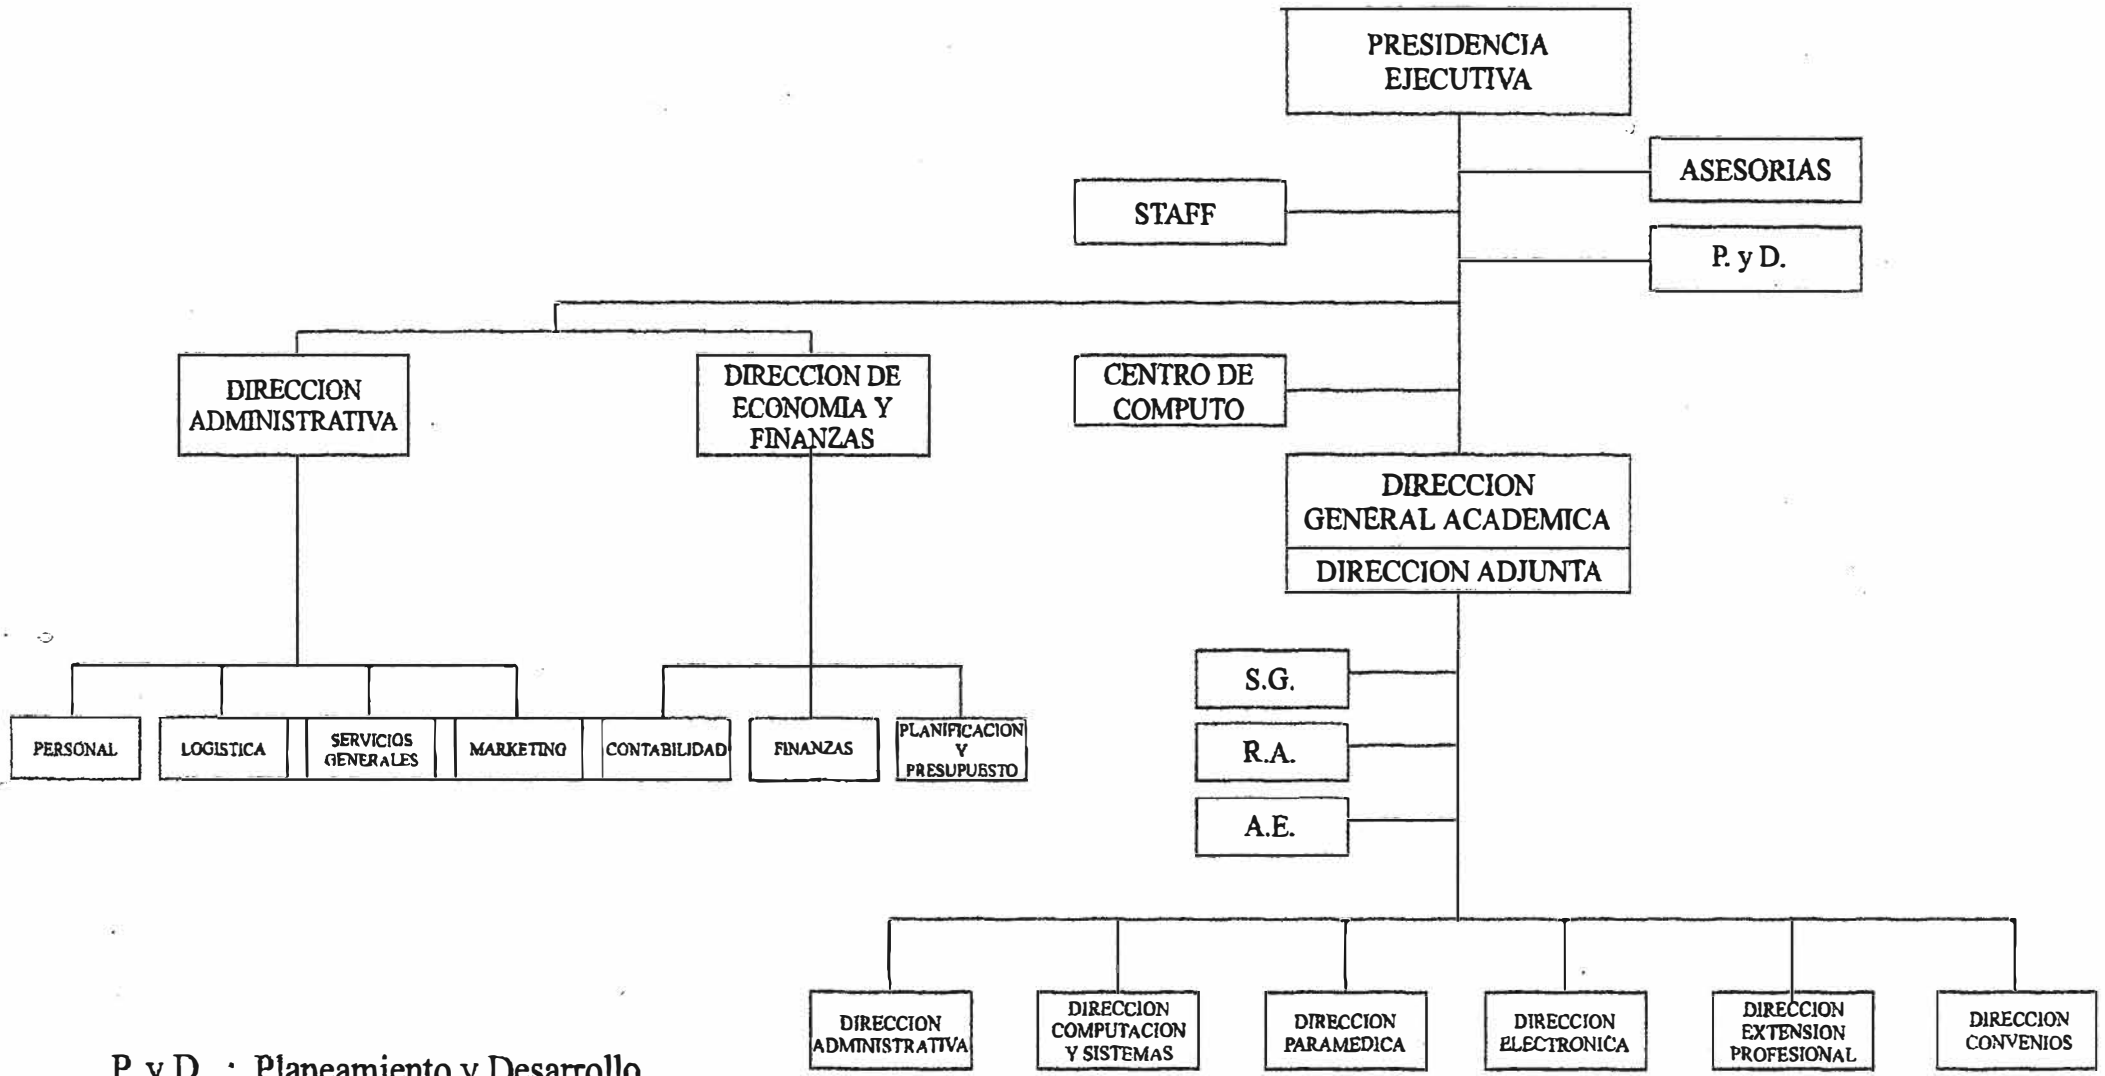 PRESIDENCIA
EJECUTIVA
ASESORIAS
STAFF
P. y D.
DIRECCION
ADMINISTRATIVA
DIRECCION DE
ECONOMIA Y
FINANZAS
CENTRO DE
COMPUTO
DIRECCION
GENERAL ACADEMICA
DIRECCION ADJUNTA
S.G.
R.A.
A.E.
PERSONAL
LOGISTICA
SERVICIOS
GENERALES
MARKETING
CONTABILIDAD
FINANZAS
PLANIFICACION
Y
PRESUPUESTO
DIRECCION
ADMINISTRATIVA
DIRECCION
COMPUTACION
Y SISTEMAS
DIRECCION
PARAMEDICA
DIRECCION
ELECTRONICA
DIRECCION
EXTENSION
PROFESIONAL
DIRECCION
CONVENIOS
P. y D. : Planeamiento y Desarrollo